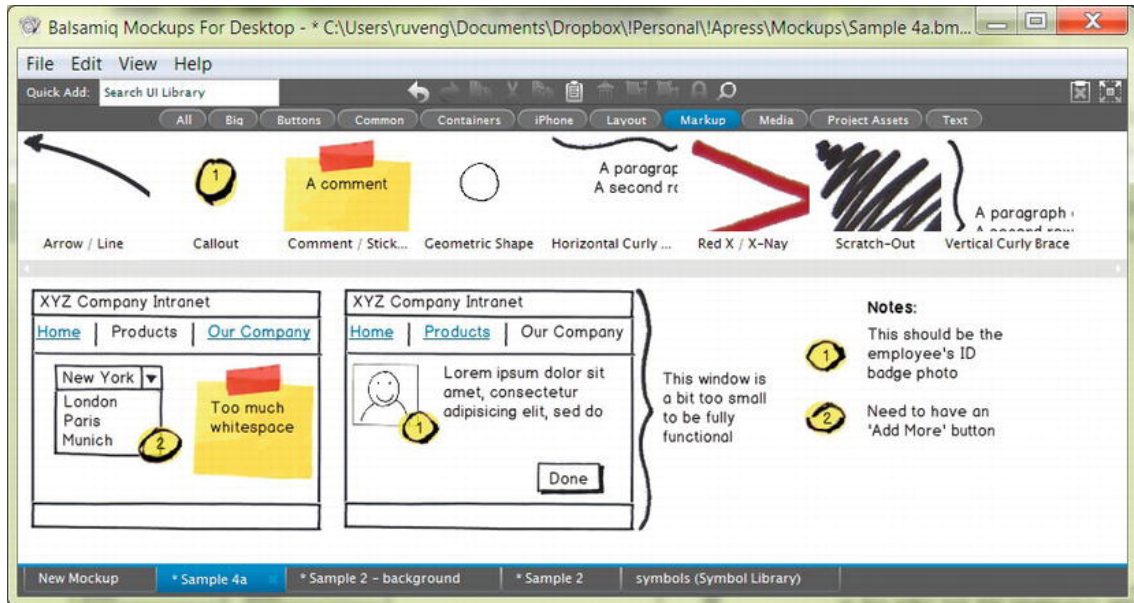 Balsamiq Mockups For Desktop - * C:\Users\ruveng\Documents\Dropbox\!Personal\!Apress\Mockups\Sample 4a.bm...
File Edit View Help
Quick Add: Search UI Library
All Big Buttons Common Containers iPhone Layout Markup Media Project Assets Text
1
A comment
A paragrap
A second ro
A paragraph
A second row
Arrow / Line Callout Comment / Stick... Geometric Shape Horizontal Curly ... Red X / X-Nay Scratch-Out Vertical Curly Brace
XYZ Company Intranet
Home | Products | Our Company
New York
London
Paris
Munich
2
Too much
whitespace
XYZ Company Intranet
Home | Products | Our Company
Lorem ipsum dolor sit
amet, consectetur
adipisicing elit, sed do
1
Done
This window is
a bit too small
to be fully
functional
Notes:
1
This should be the
employee's ID
badge photo
2
Need to have an
'Add More' button
New Mockup * Sample 4a * Sample 2 - background * Sample 2 symbols (Symbol Library)